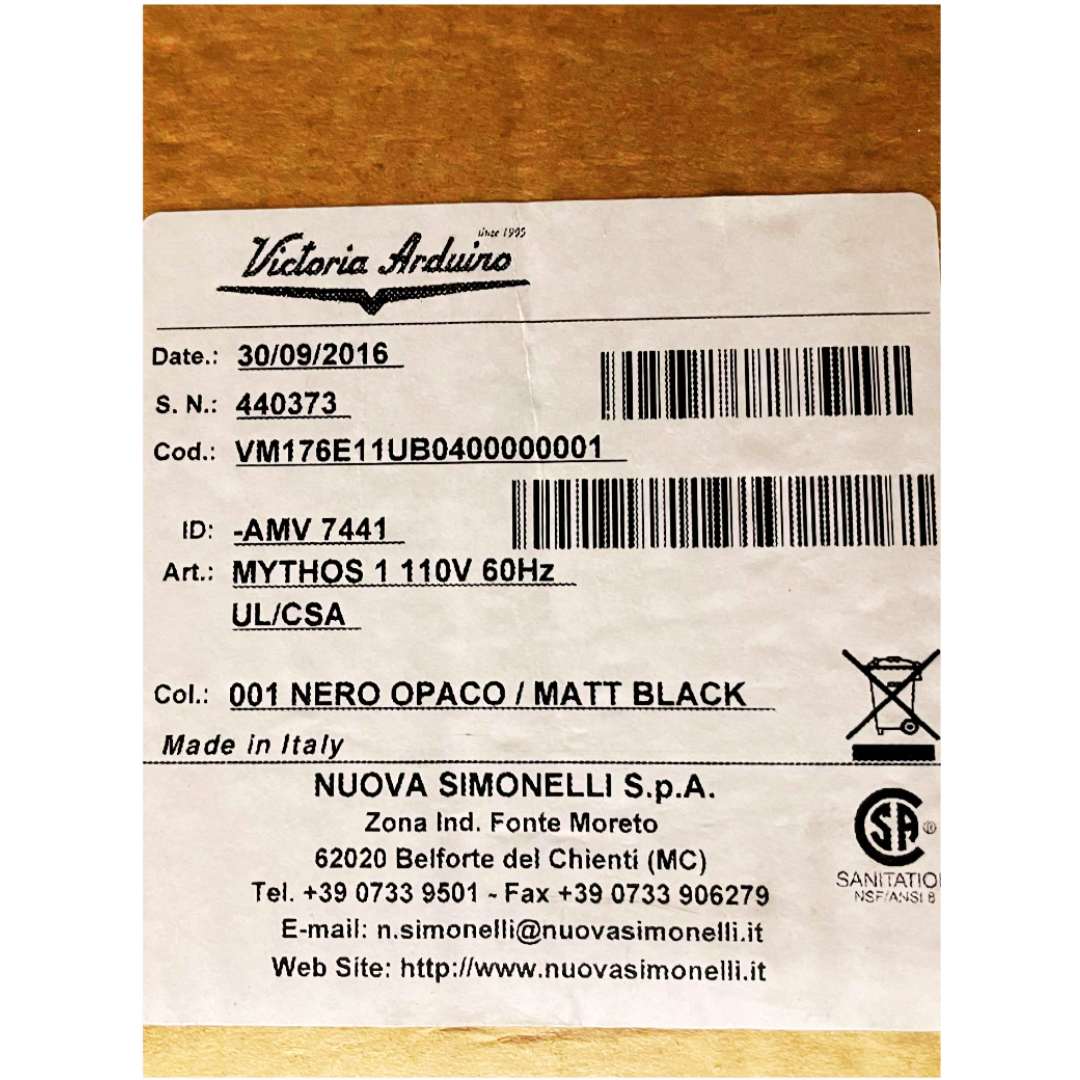 Victoria Arduino
Date.: 30/09/2016
S. N.: 440373
Cod.: VM176E11UB0400000001
ID: -AMV 7441
Art.: MYTHOS 1 110V 60Hz
UL/CSA
Col.: 001 NERO OPACO / MATT BLACK
Made in Italy
NUOVA SIMONELLI S.p.A.
Zona Ind. Fonte Moreto
62020 Belforte del Chienti (MC)
Tel. +39 0733 9501 - Fax +39 0733 906279
E-mail: n.simonelli@nuovasimonelli.it
Web Site: http://www.nuovasimonelli.it
SA
SANITATIO
NSF/ANSI 8